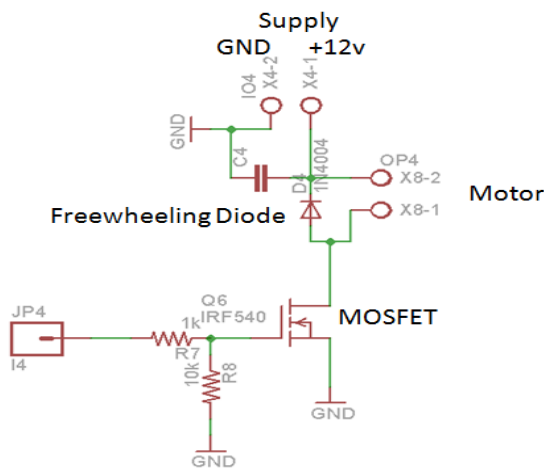 Supply
GND +12v
IO4
X4-2
X4-1
GND
C4
D4
1N4004
OP4
X8-2
X8-1
Motor
Freewheeling Diode
Q6
IRF540
MOSFET
JP4
I4
1k
R7
10k
R8
GND
GND